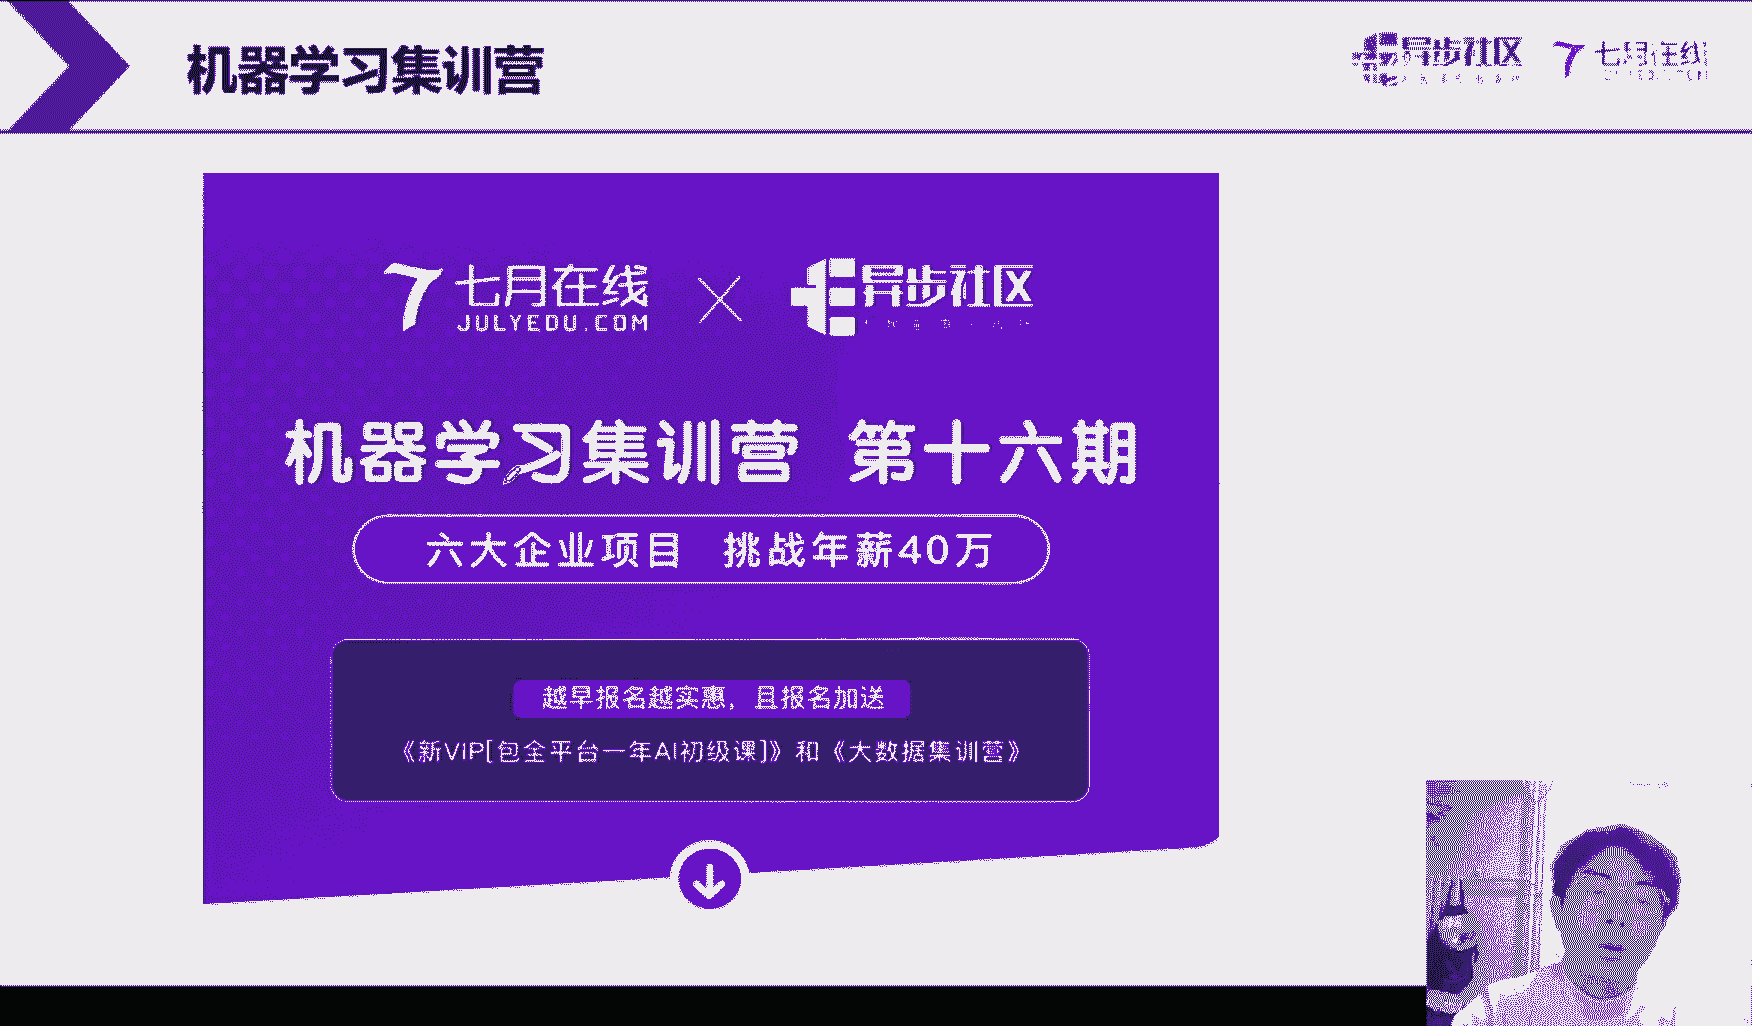 机器学习集训营
异步社区
七月在线
七月在线
JULYEDU.COM
异步社区
机器学习集训营 第十六期
六大企业项目 挑战年薪40万
越早报名越实惠，且报名加送
《新VIP[包全平台一年AI初级课]》和《大数据集训营》